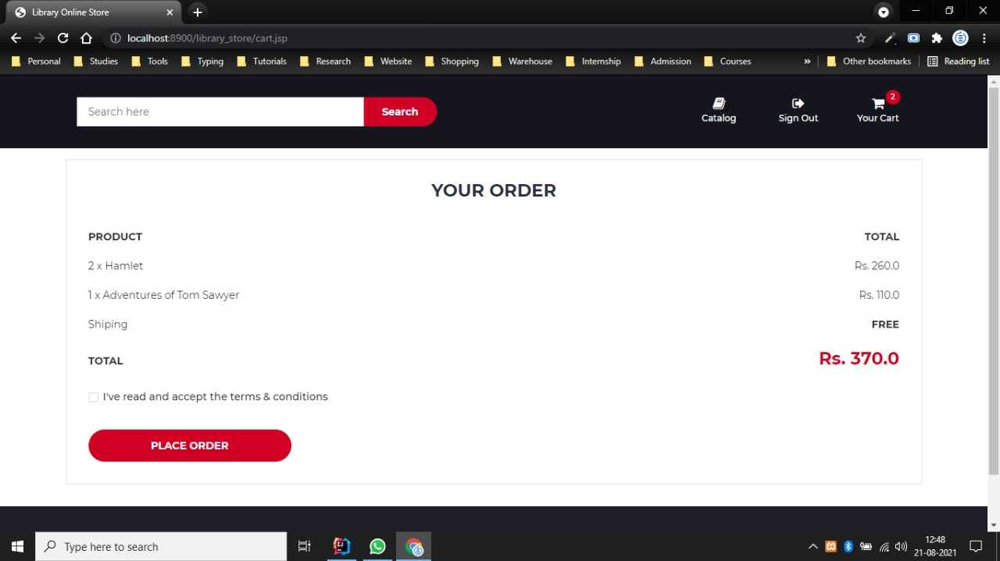 Library Online Store
localhost:8900/library_store/cart.jsp
Personal Studies Tools Typing Tutorials Research Website Shopping Warehouse Internship Admission Courses » Other bookmarks Reading list
Search here Search
2
Catalog Sign Out Your Cart
YOUR ORDER
PRODUCT TOTAL
2 x Hamlet Rs. 260.0
1 x Adventures of Tom Sawyer Rs. 110.0
Shiping FREE
TOTAL Rs. 370.0
I've read and accept the terms & conditions
PLACE ORDER
Type here to search
12:48
21-08-2021